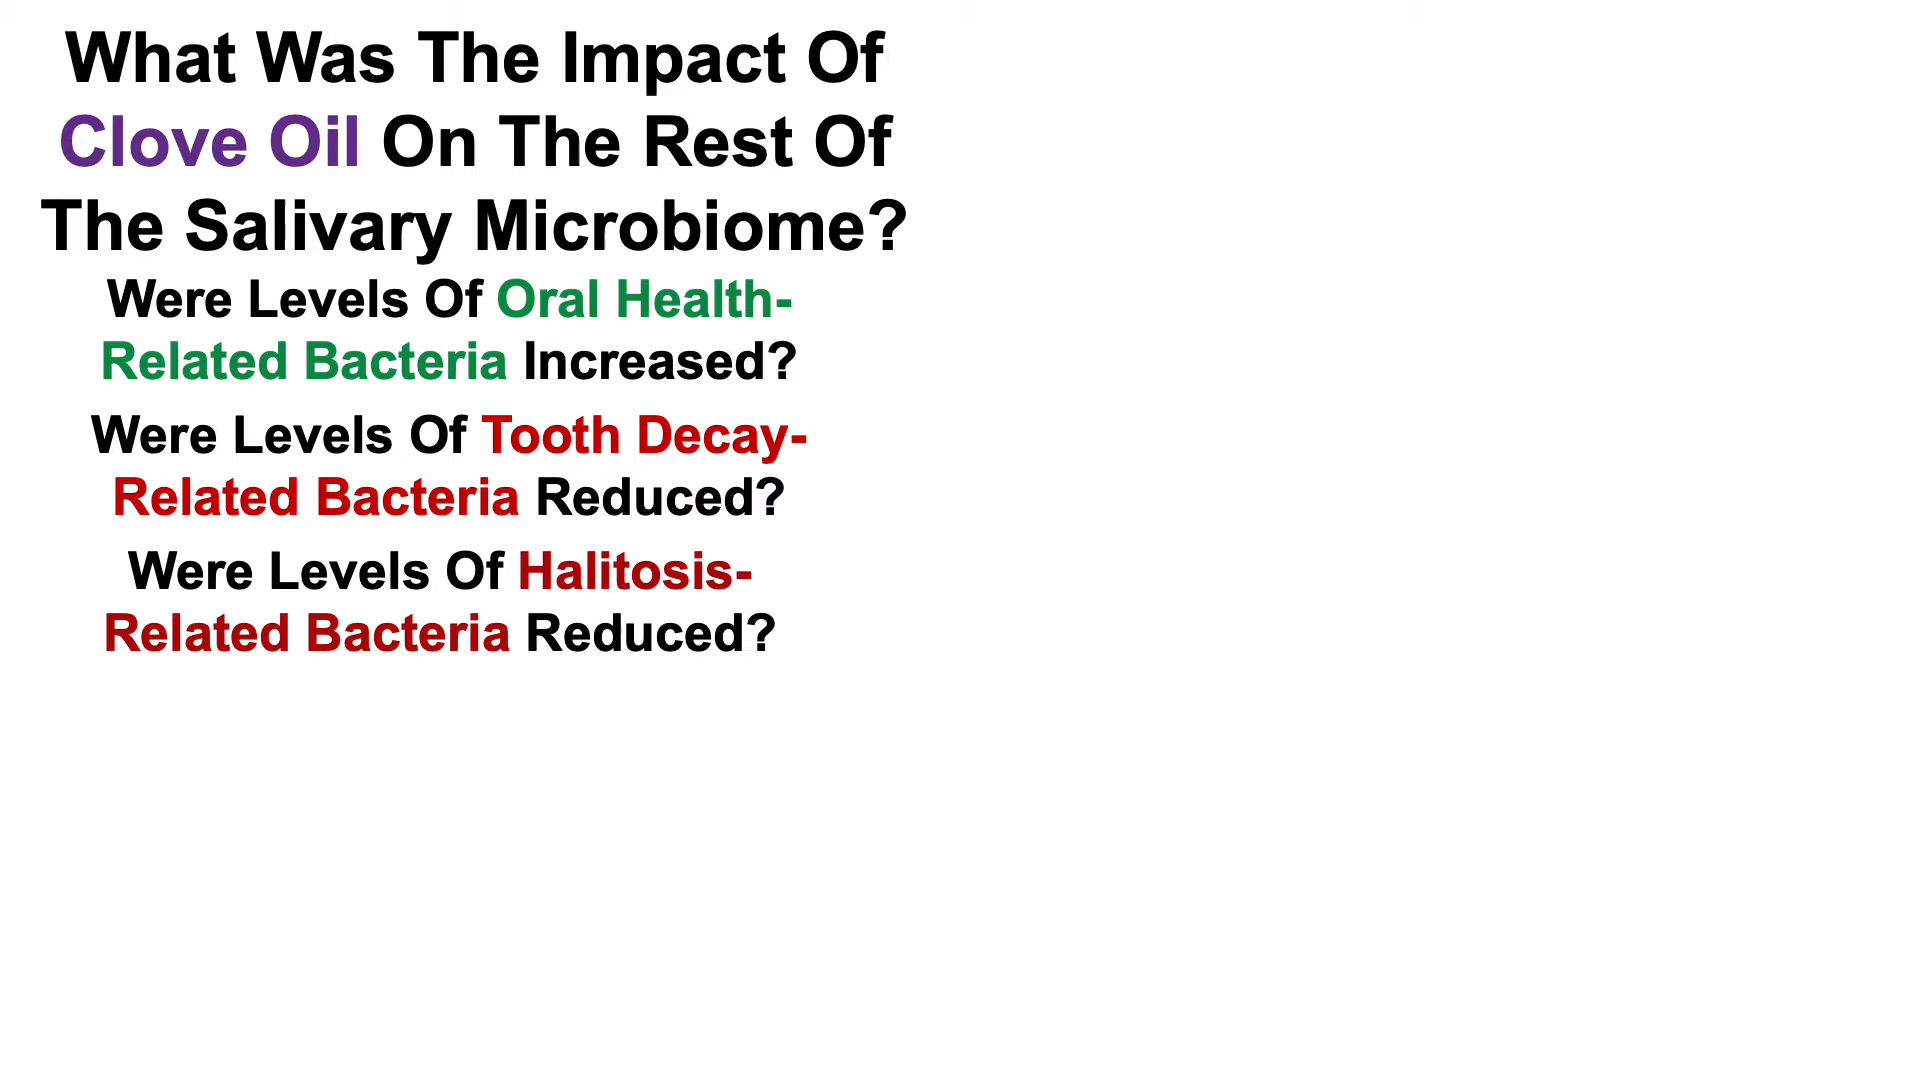 What Was The Impact Of
Clove Oil On The Rest Of
The Salivary Microbiome?
Were Levels Of Oral Health-
Related Bacteria Increased?
Were Levels Of Tooth Decay-
Related Bacteria Reduced?
Were Levels Of Halitosis-
Related Bacteria Reduced?